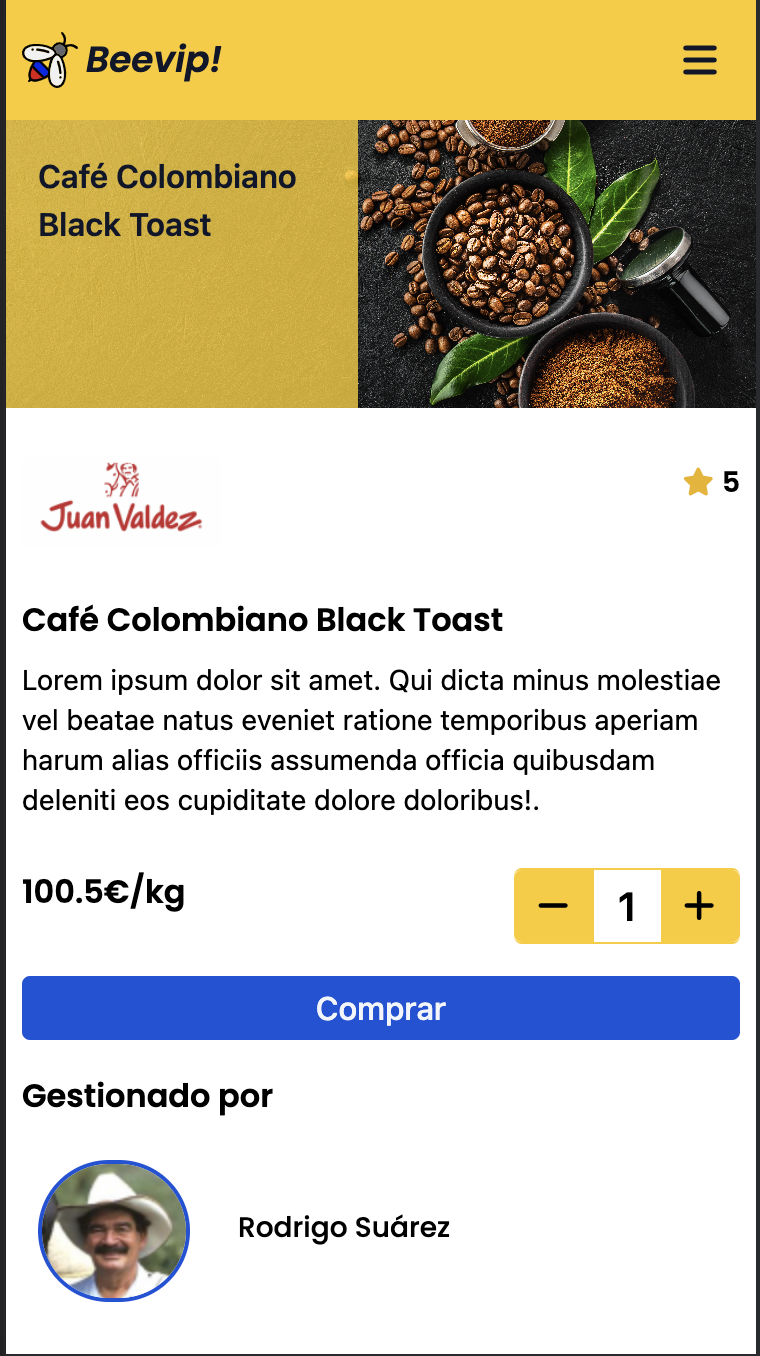 Beevip!
Café Colombiano
Black Toast
Juan Valdez
5
Café Colombiano Black Toast
Lorem ipsum dolor sit amet. Qui dicta minus molestiae
vel beatae natus eveniet ratione temporibus aperiam
harum alias officiis assumenda officia quibusdam
deleniti eos cupiditate dolore doloribus!.
100.5€/kg
1
Comprar
Gestionado por
Rodrigo Suárez